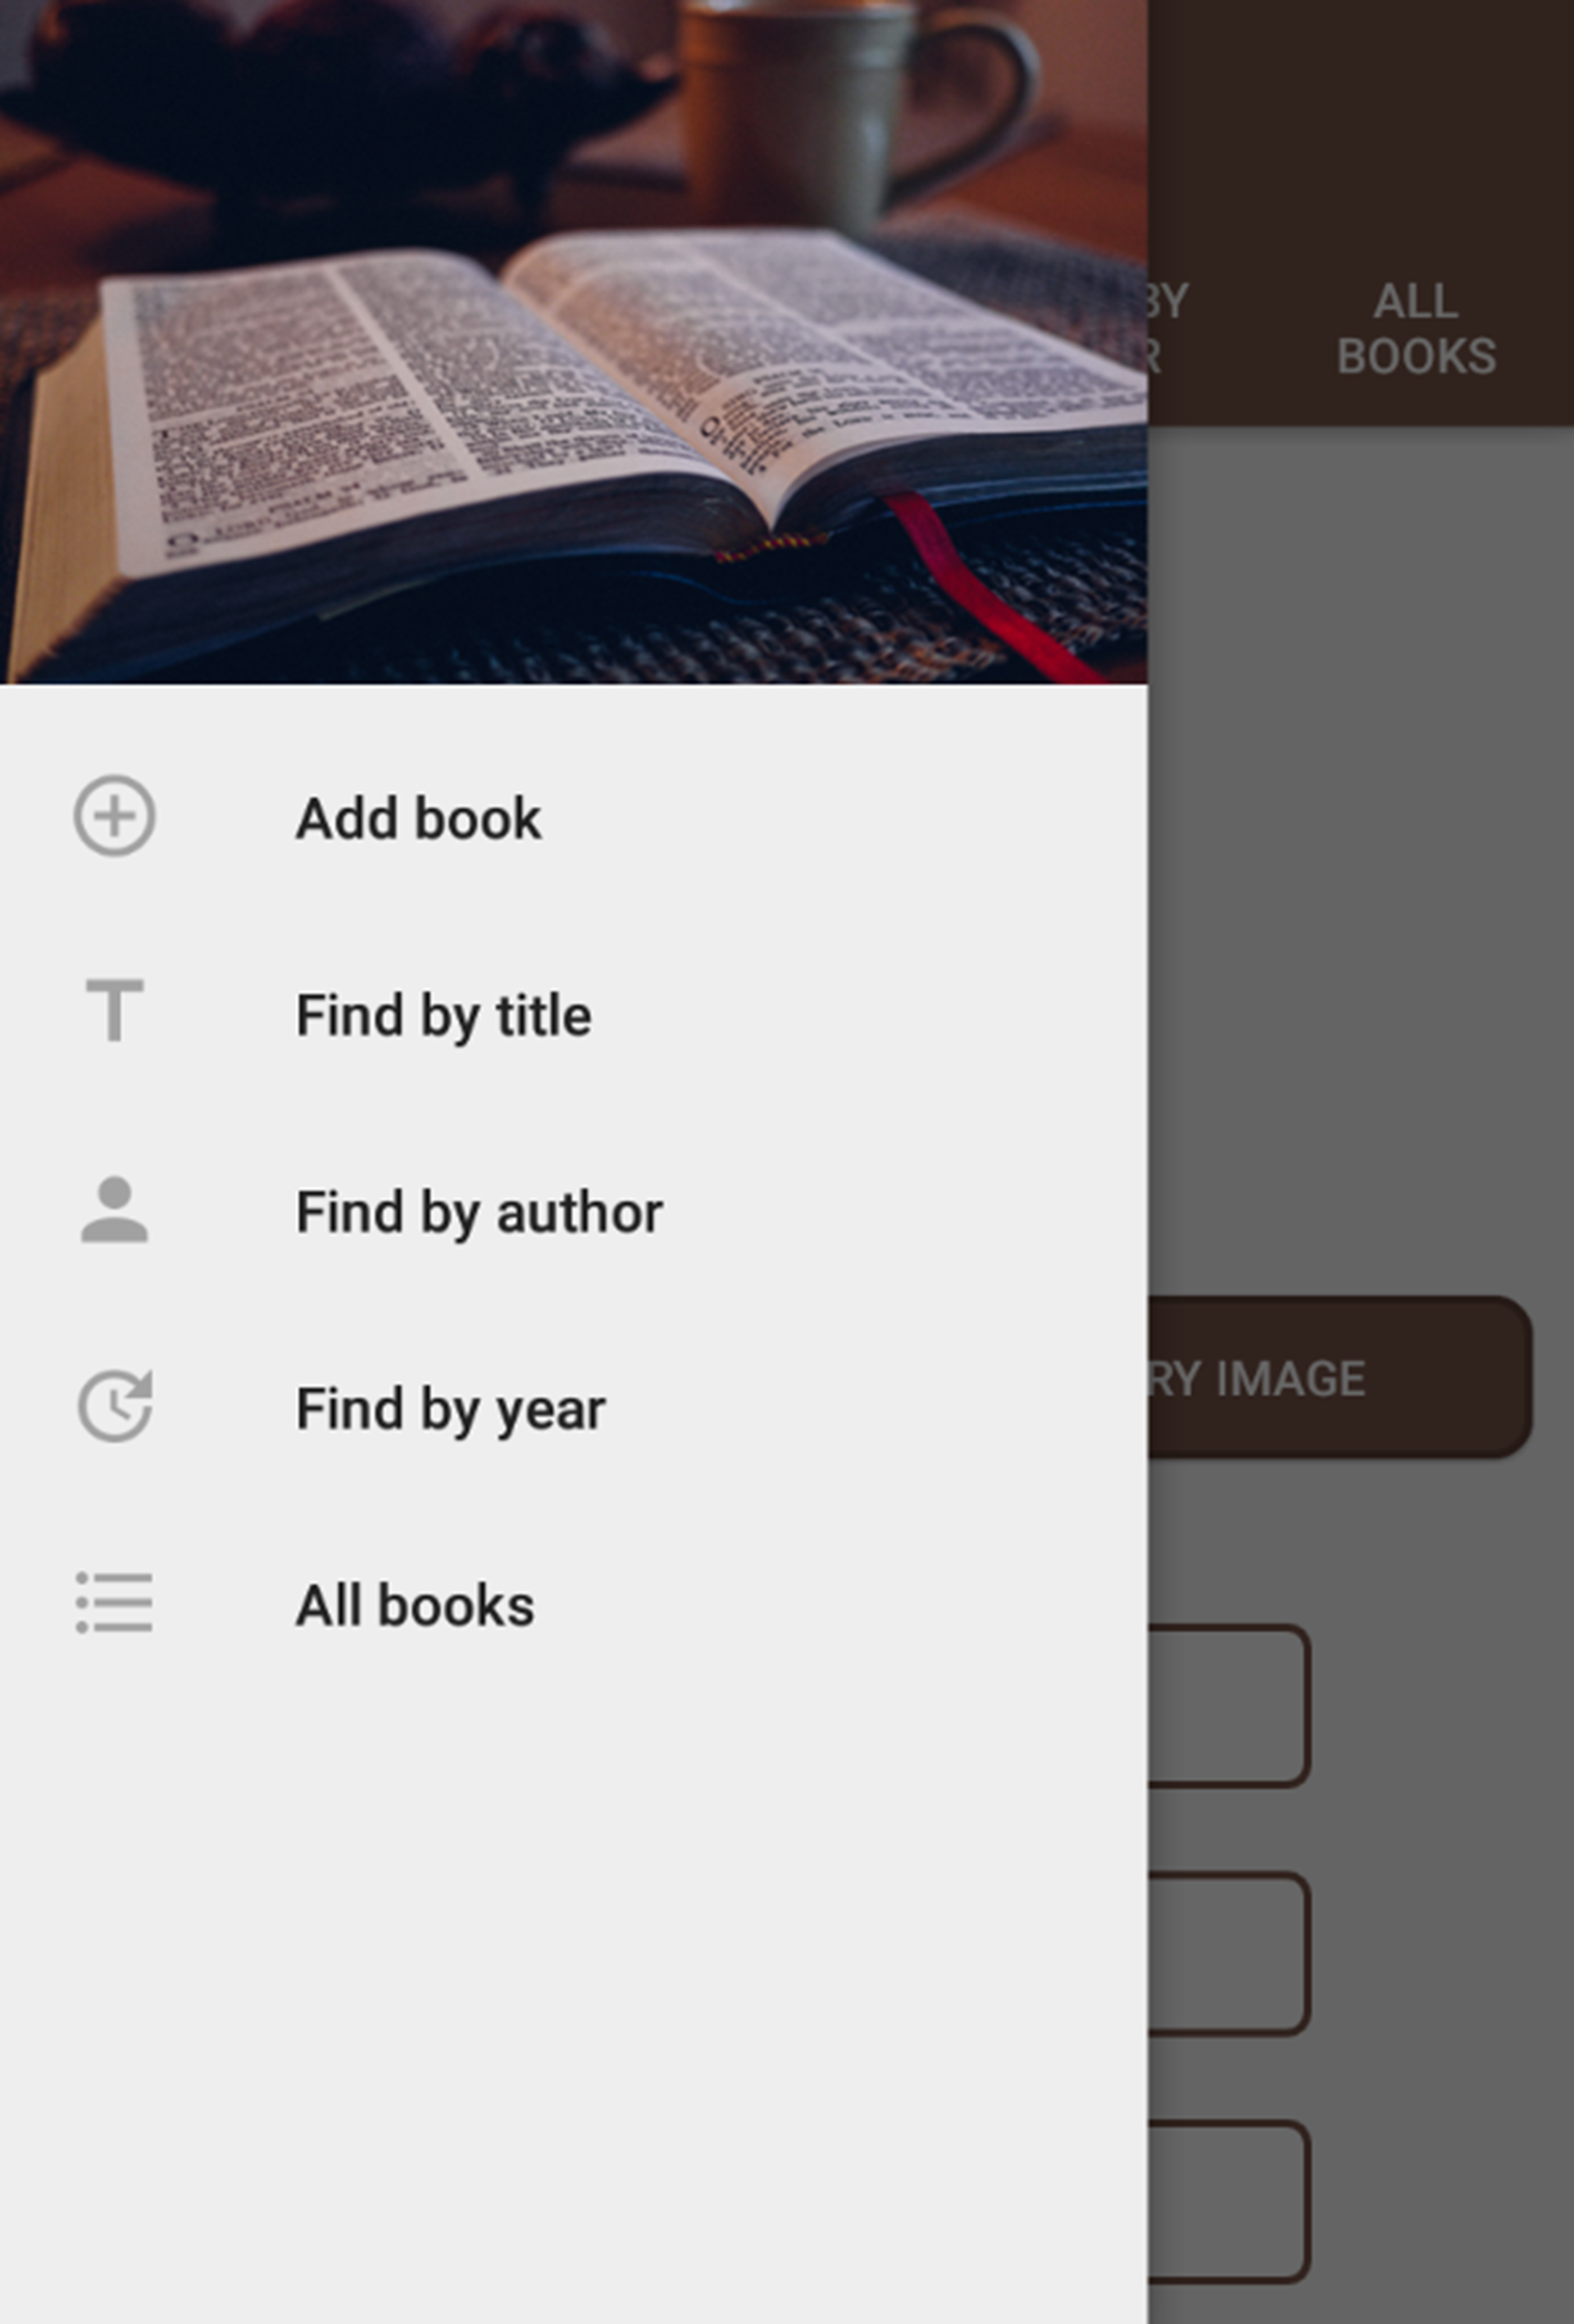 BY ALL
R BOOKS
Add book
Find by title
Find by author
Find by year
RY IMAGE
All books